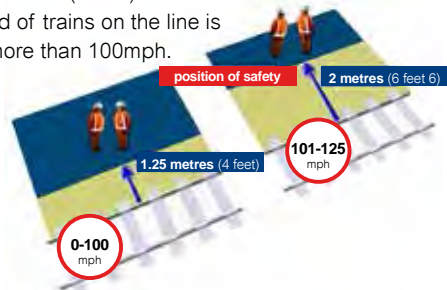 d of trains on the line is
more than 100mph.
position of safety
2 metres (6 feet 6)
1.25 metres (4 feet)
101-125
mph
0-100
mph